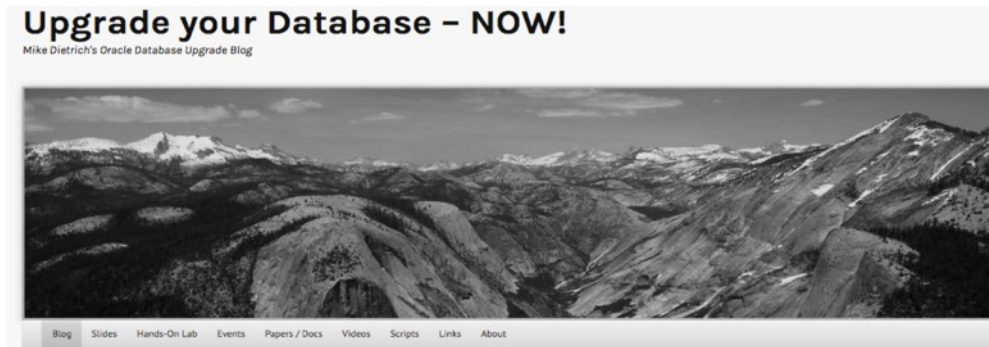 Upgrade your Database – NOW!
Mike Dietrich's Oracle Database Upgrade Blog
Blog Slides Hands-On Lab Events Papers / Docs Videos Scripts Links About